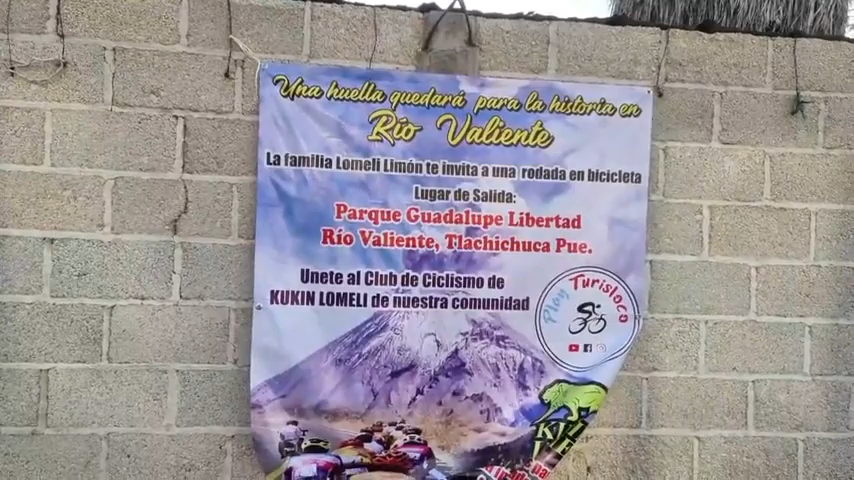 Una huella quedará, para la historia en
Río Valiente
La familia Lomelí Limón te invita a una rodada en bicicleta
Lugar de Salida:
Parque Guadalupe Libertad
Río Valiente, Tlachichuca Pue.
Unete al Club de Ciclismo de
KUKIN LOMELI de nuestra comunidad
Play Turisloco